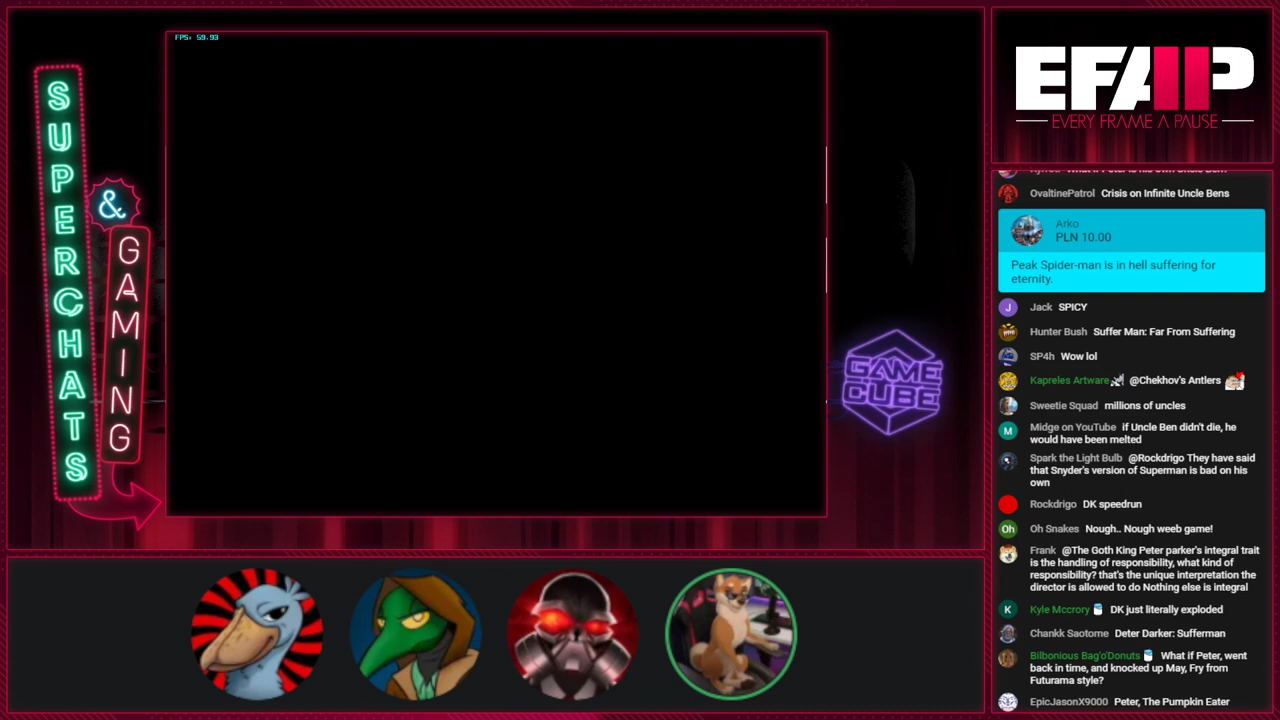 FPS: 59.93
SUPERCHATS
&
GAMING
GAME
CUBE
EFAP
EVERY FRAME A PAUSE
OvaltinePatrol Crisis on Infinite Uncle Bens
Arko
PLN 10.00
Peak Spider-man is in hell suffering for
eternity.
J Jack SPICY
Hunter Bush Suffer Man: Far From Suffering
SP4h Wow lol
Kapreles Artware @Chekhov's Antlers
Sweetie Squad millions of uncles
M Midge on YouTube if Uncle Ben didn't die, he
would have been melted
Spark the Light Bulb @Rockdrigo They have said
that Snyder's version of Superman is bad on his
own
Rockdrigo DK speedrun
Oh Oh Snakes Nough.. Nough weeb game!
Frank @The Goth King Peter parker's integral trait
is the handling of responsibility, what kind of
responsibility? that's the unique interpretation the
director is allowed to do Nothing else is integral
K Kyle Mccrory DK just literally exploded
Chankk Saotome Deter Darker: Sufferman
Bilbonious Bag'o'Donuts What if Peter, went
back in time, and knocked up May, Fry from
Futurama style?
EpicJasonX9000 Peter, The Pumpkin Eater